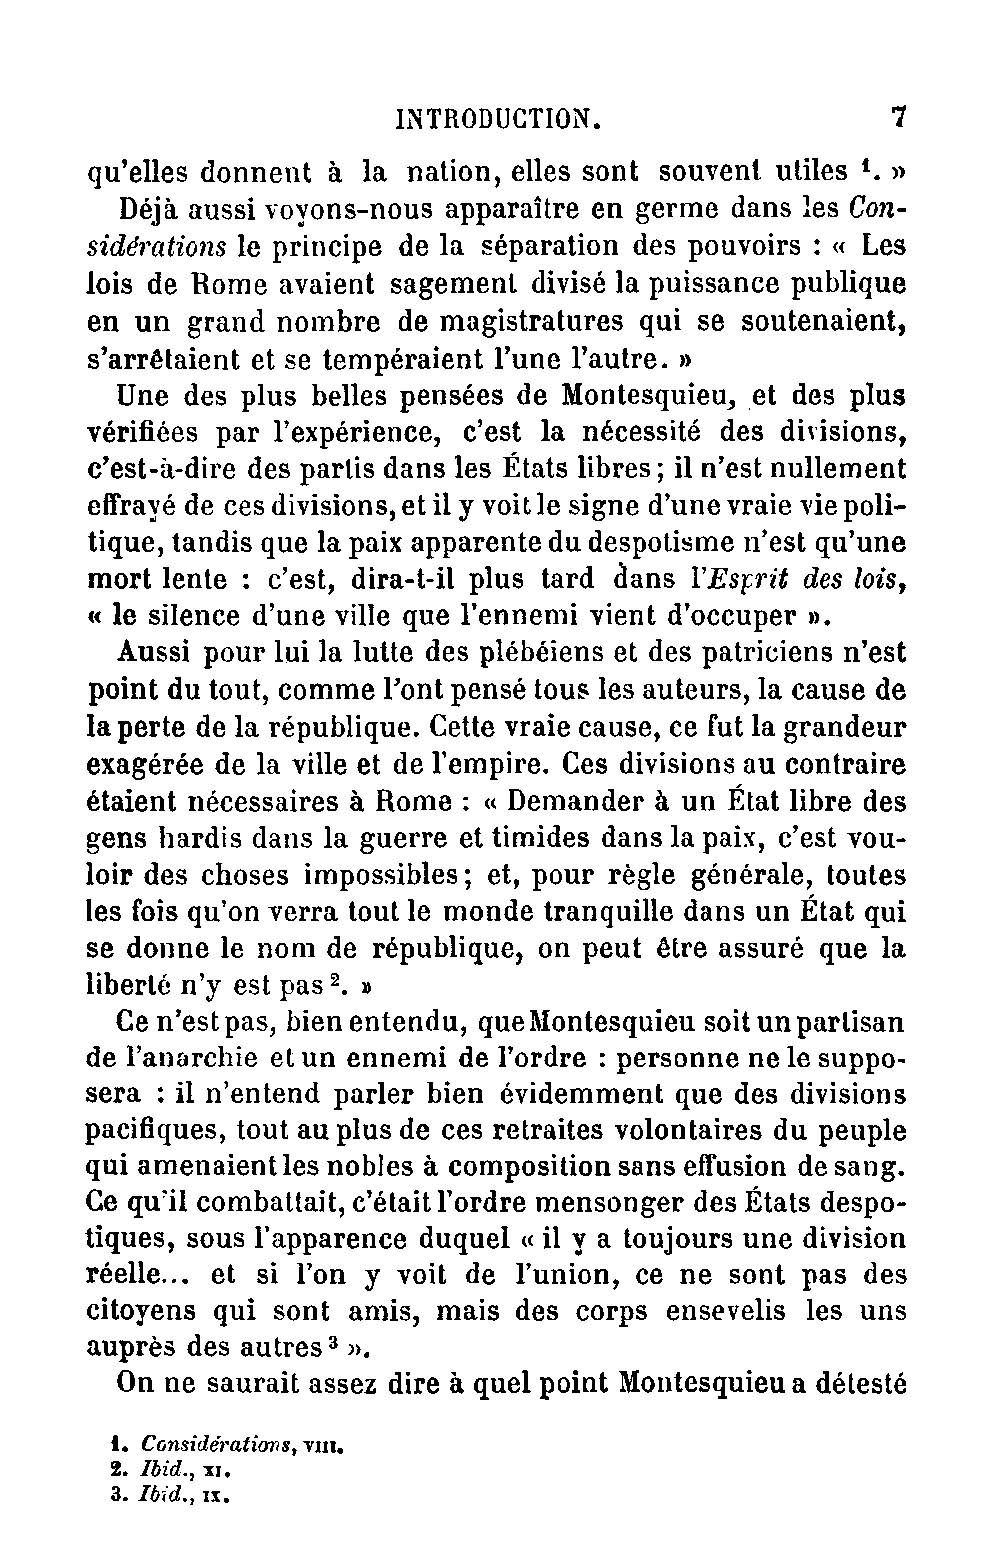 INTRODUCTION. 7
qu'elles donnent à la nation, elles sont souvent utiles ¹. »
Déjà aussi voyons-nous apparaître en germe dans les Con-
sidérations le principe de la séparation des pouvoirs : « Les
lois de Rome avaient sagement divisé la puissance publique
en un grand nombre de magistratures qui se soutenaient,
s'arrêtaient et se tempéraient l'une l'autre. »
Une des plus belles pensées de Montesquieu, et des plus
vérifiées par l'expérience, c'est la nécessité des divisions,
c'est-à-dire des partis dans les États libres; il n'est nullement
effrayé de ces divisions, et il y voit le signe d'une vraie vie poli-
tique, tandis que la paix apparente du despotisme n'est qu'une
mort lente : c'est, dira-t-il plus tard dans l'Esprit des lois,
« le silence d'une ville que l'ennemi vient d'occuper ».
Aussi pour lui la lutte des plébéiens et des patriciens n'est
point du tout, comme l'ont pensé tous les auteurs, la cause de
la perte de la république. Cette vraie cause, ce fut la grandeur
exagérée de la ville et de l'empire. Ces divisions au contraire
étaient nécessaires à Rome : « Demander à un État libre des
gens hardis dans la guerre et timides dans la paix, c'est vou-
loir des choses impossibles; et, pour règle générale, toutes
les fois qu'on verra tout le monde tranquille dans un État qui
se donne le nom de république, on peut être assuré que la
liberté n'y est pas ². »
Ce n'est pas, bien entendu, que Montesquieu soit un partisan
de l'anarchie et un ennemi de l'ordre : personne ne le suppo-
sera : il n'entend parler bien évidemment que des divisions
pacifiques, tout au plus de ces retraites volontaires du peuple
qui amenaient les nobles à composition sans effusion de sang.
Ce qu'il combattait, c'était l'ordre mensonger des États despo-
tiques, sous l'apparence duquel « il y a toujours une division
réelle... et si l'on y voit de l'union, ce ne sont pas des
citoyens qui sont amis, mais des corps ensevelis les uns
auprès des autres ³ ».
On ne saurait assez dire à quel point Montesquieu a détesté
1. Considérations, VIII.
2. Ibid., XI.
3. Ibid., IX.